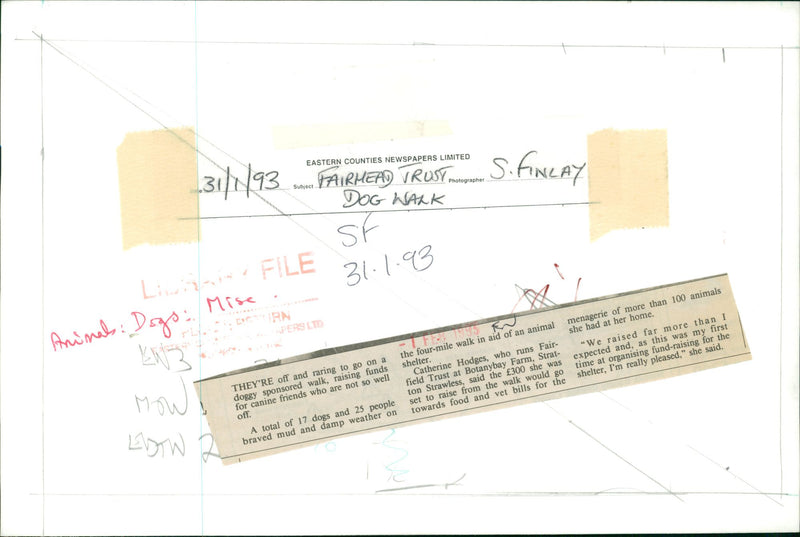 EASTERN COUNTIES NEWSPAPERS LIMITED
31/1/93 Subject FAIRHEAD TRUST Photographer S. FINLAY
DOG WALK
SF
31.1.93
FILE
Animals: Dogs: Misc.
EN3
MOW
LDTW 2
-1 FEB 1993
THEY'RE off and raring to go on a
doggy sponsored walk, raising funds
for canine friends who are not so well
off.
A total of 17 dogs and 25 people
braved mud and damp weather on
the four-mile walk in aid of an animal
shelter.
Catherine Hodges, who runs Fair-
field Trust at Botanybay Farm, Strat-
ton Strawless, said the £300 she was
set to raise from the walk would go
towards food and vet bills for the
menagerie of more than 100 animals
she had at her home.
"We raised far more than I
expected and, as this was my first
time at organising fund-raising for the
shelter, I'm really pleased," she said.